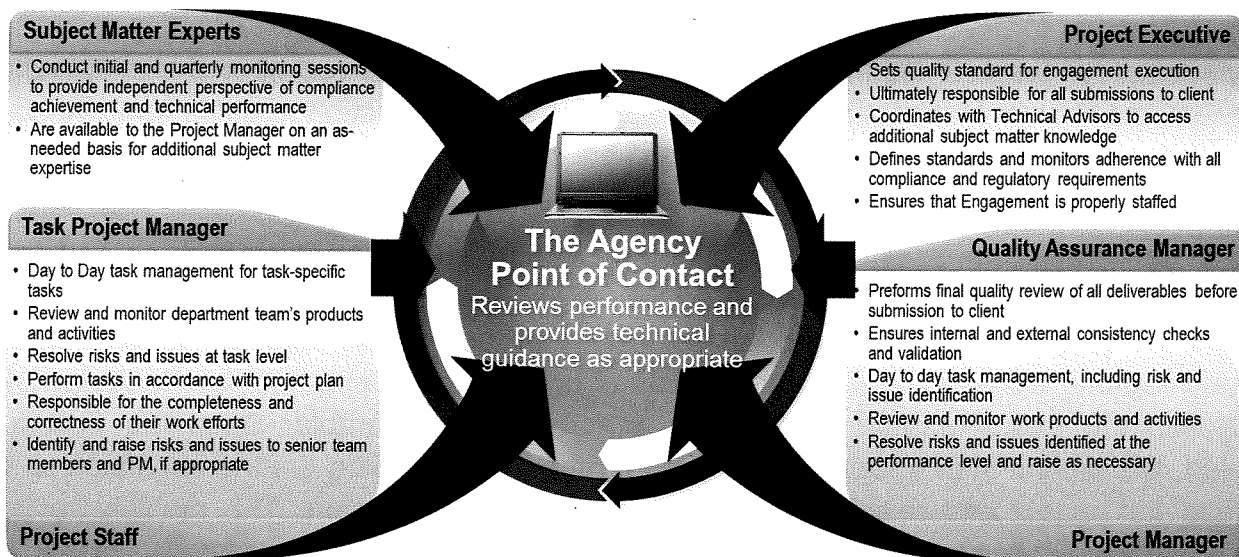 Subject Matter Experts
• Conduct initial and quarterly monitoring sessions
to provide independent perspective of compliance
achievement and technical performance
• Are available to the Project Manager on an as-
needed basis for additional subject matter
expertise
Task Project Manager
• Day to Day task management for task-specific
tasks
• Review and monitor department team's products
and activities
• Resolve risks and issues at task level
• Perform tasks in accordance with project plan
• Responsible for the completeness and
correctness of their work efforts
• Identify and raise risks and issues to senior team
members and PM, if appropriate
Project Staff
The Agency
Point of Contact
Reviews performance and
provides technical
guidance as appropriate
Project Executive
• Sets quality standard for engagement execution
• Ultimately responsible for all submissions to client
• Coordinates with Technical Advisors to access
additional subject matter knowledge
• Defines standards and monitors adherence with all
compliance and regulatory requirements
• Ensures that Engagement is properly staffed
Quality Assurance Manager
• Preforms final quality review of all deliverables before
submission to client
• Ensures internal and external consistency checks
and validation
• Day to day task management, including risk and
issue identification
• Review and monitor work products and activities
• Resolve risks and issues identified at the
performance level and raise as necessary
Project Manager